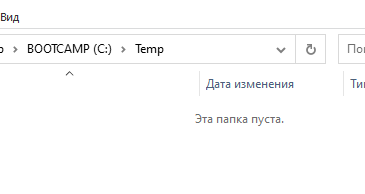 Вид
BOOTCAMP (C:) Temp
Дата изменения
Эта папка пуста.